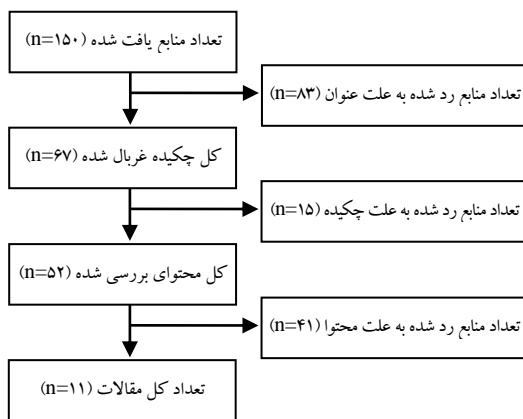 تعداد منابع یافت شده (n=۱۵۰)
تعداد منابع رد شده به علت عنوان (n=۸۳)
کل چکیده غربال شده (n=۶۷)
تعداد منابع رد شده به علت چکیده (n=۱۵)
کل محتوای بررسی شده (n=۵۲)
تعداد منابع رد شده به علت محتوا (n=۴۱)
تعداد کل مقالات (n=۱۱)